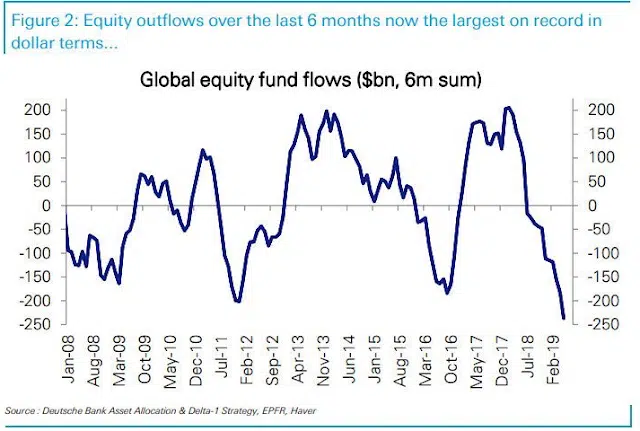 Figure 2: Equity outflows over the last 6 months now the largest on record in
dollar terms...
Global equity fund flows ($bn, 6m sum)
200 200
150 150
100 100
50 50
0 0
-50 -50
-100 -100
-150 -150
-200 -200
-250 -250
Jan-08 Aug-08 Mar-09 Oct-09 May-10 Dec-10 Jul-11 Feb-12 Sep-12 Apr-13 Nov-13 Jun-14 Jan-15 Aug-15 Mar-16 Oct-16 May-17 Dec-17 Jul-18 Feb-19
Source : Deutsche Bank Asset Allocation & Delta-1 Strategy, EPFR, Haver